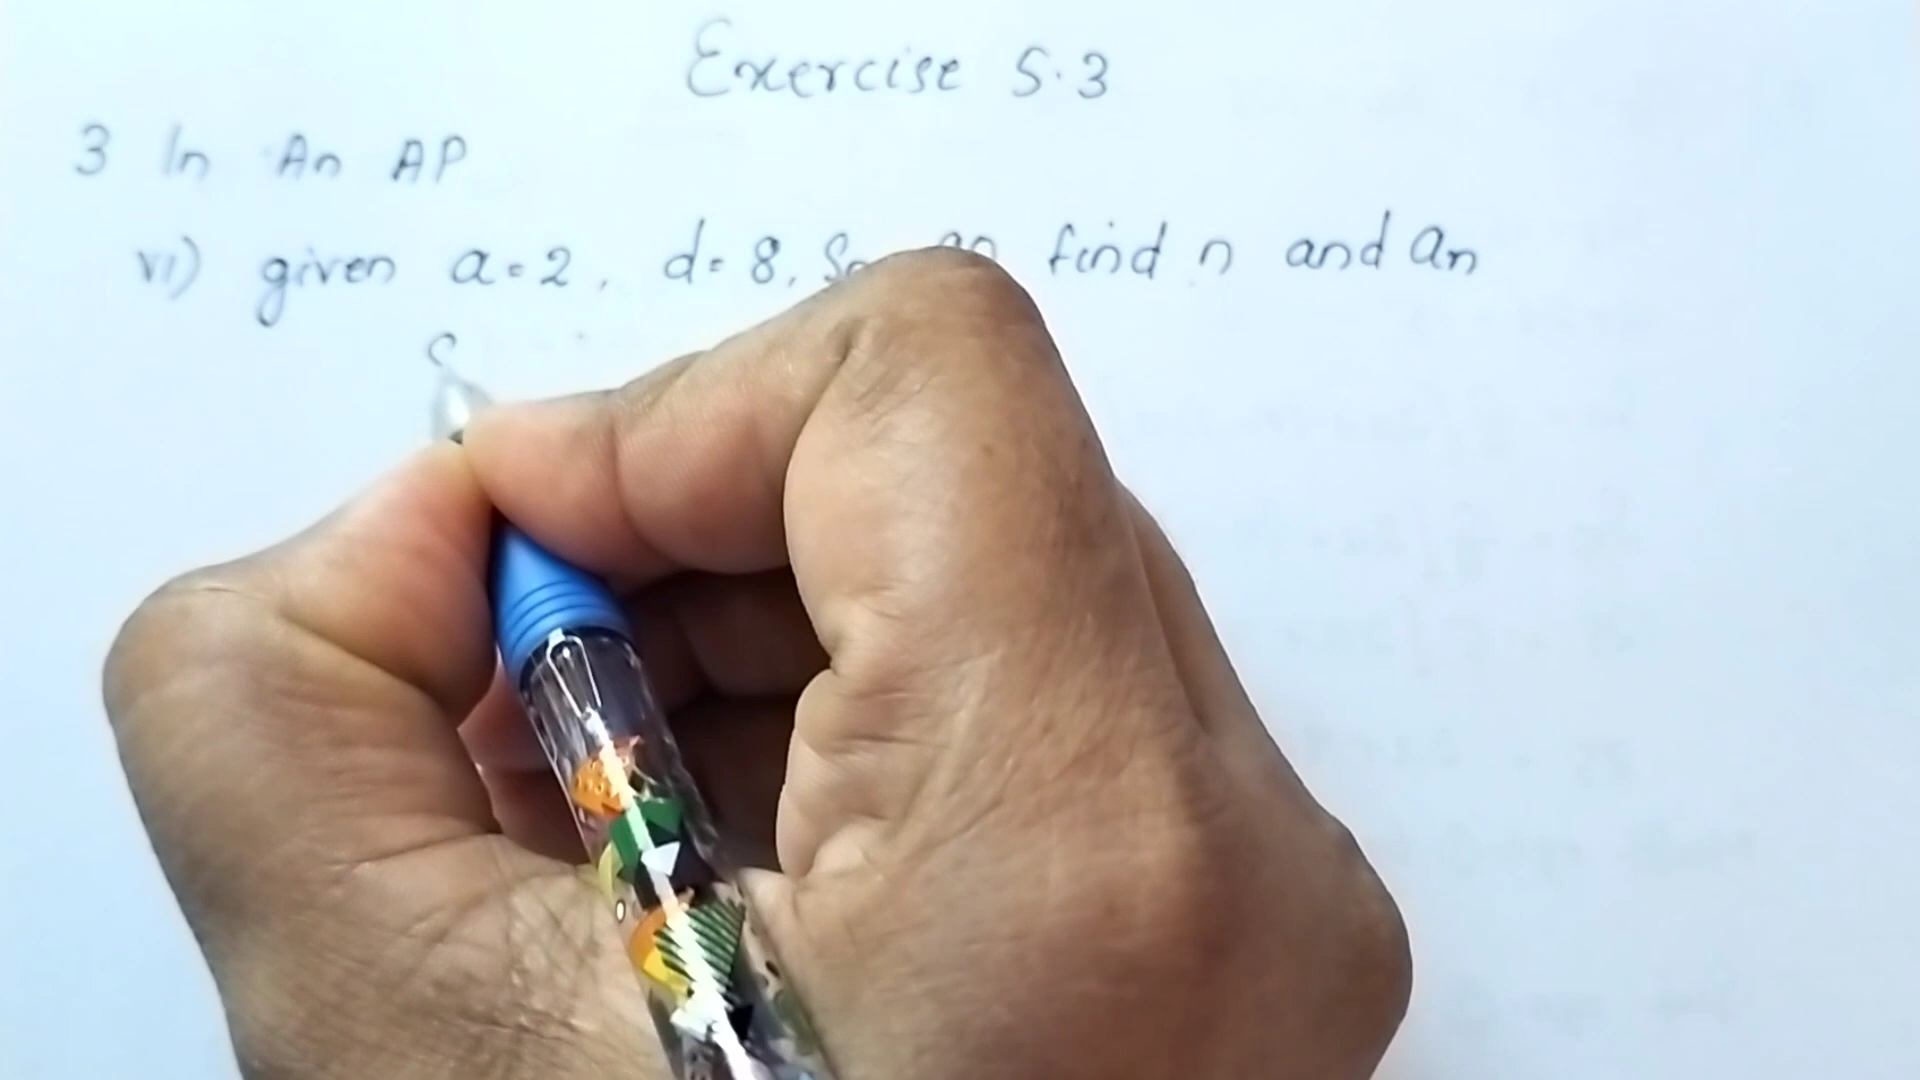 Exercise 5.3
3 In An AP
vi) given a=2, d=8, find n and an
S